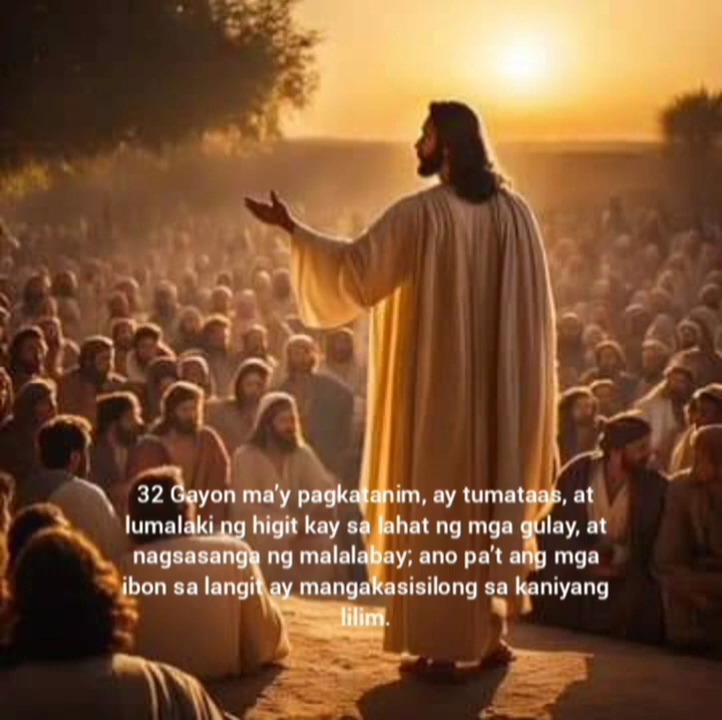 32 Gayon ma'y pagkatanim, ay tumataas, at
lumalaki ng higit kay sa lahat ng mga gulay, at
nagsasanga ng malalabay; ano pa't ang mga
ibon sa langit ay mangakasisilong sa kaniyang
lilim.